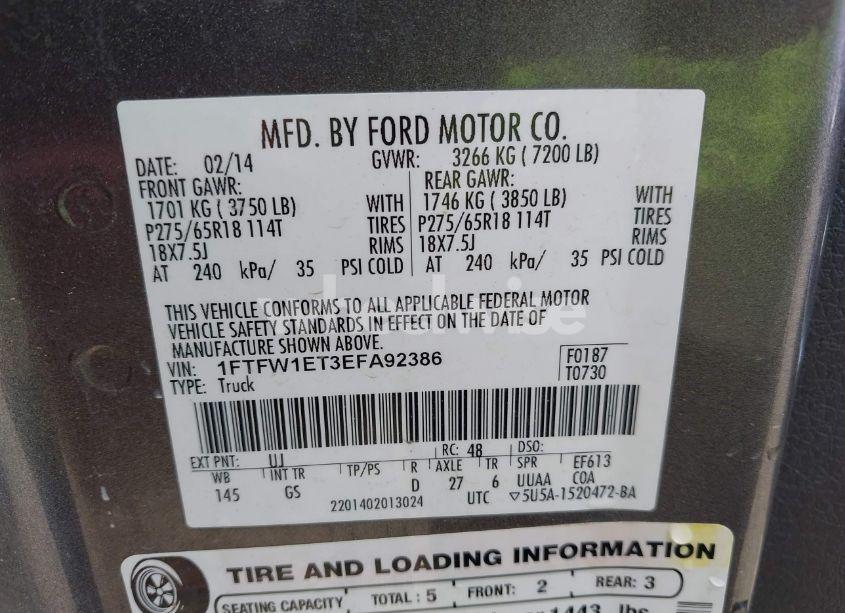 MFD. BY FORD MOTOR CO.
DATE: 02/14 GVWR: 3266 KG ( 7200 LB)
FRONT GAWR: REAR GAWR:
1701 KG ( 3750 LB) WITH 1746 KG ( 3850 LB) WITH
P275/65R18 114T TIRES P275/65R18 114T TIRES
18X7.5J RIMS 18X7.5J RIMS
AT 240 kPa/ 35 PSI COLD AT 240 kPa/ 35 PSI COLD
THIS VEHICLE CONFORMS TO ALL APPLICABLE FEDERAL MOTOR
VEHICLE SAFETY STANDARDS IN EFFECT ON THE DATE OF
MANUFACTURE SHOWN ABOVE.
VIN: 1FTFW1ET3EFA92386 F0187
TYPE: Truck T0730
EXT PNT: UJ RC: 48 DSO:
WB INT TR TP/PS R AXLE TR SPR EF613
145 GS D 27 6 UUAA COA
2201402013024 UTC ▽5U5A-1520472-BA
TIRE AND LOADING INFORMATION
SEATING CAPACITY TOTAL : 5 FRONT: 2 REAR: 3
1443 lbs